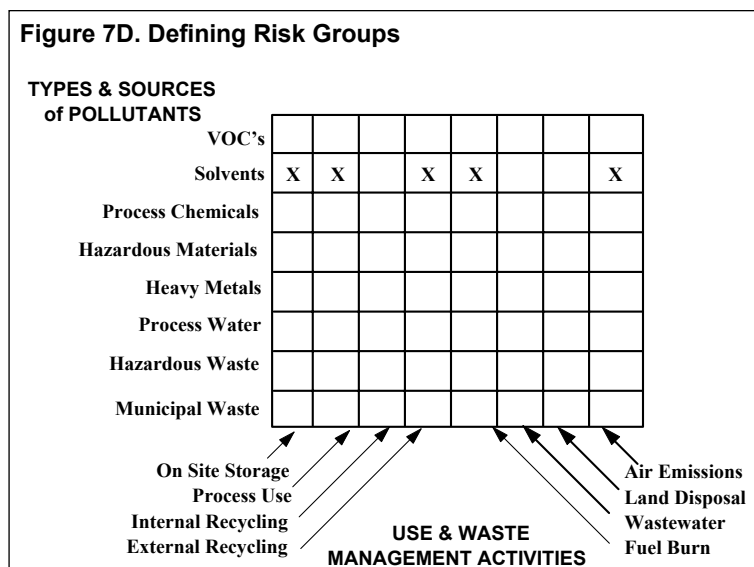 Figure 7D. Defining Risk Groups
TYPES & SOURCES
of POLLUTANTS
VOC's
Solvents X X X X X
Process Chemicals
Hazardous Materials
Heavy Metals
Process Water
Hazardous Waste
Municipal Waste
On Site Storage
Process Use
Internal Recycling
External Recycling
USE & WASTE
MANAGEMENT ACTIVITIES
Air Emissions
Land Disposal
Wastewater
Fuel Burn